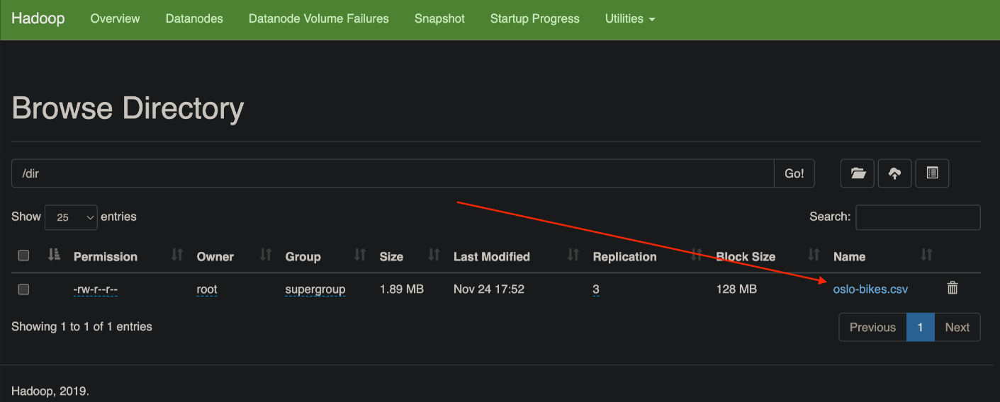 Hadoop Overview Datanodes Datanode Volume Failures Snapshot Startup Progress Utilities
Browse Directory
/dir Go!
Show 25 entries Search:
Permission Owner Group Size Last Modified Replication Block Size Name
-rw-r--r-- root supergroup 1.89 MB Nov 24 17:52 3 128 MB oslo-bikes.csv
Showing 1 to 1 of 1 entries Previous 1 Next
Hadoop, 2019.